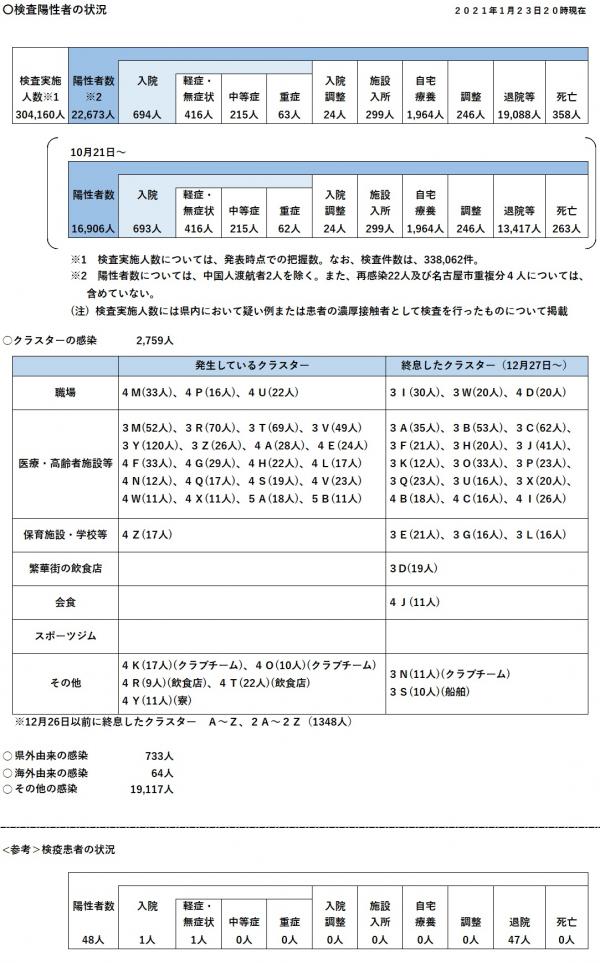 〇検査陽性者の状況
２０２１年１月２３日２０時現在
検査実施人数※1 陽性者数※2 入院 軽症・無症状 中等症 重症 入院調整 施設入所 自宅療養 調整 退院等 死亡
304,160人 22,673人 694人 416人 215人 63人 24人 299人 1,964人 246人 19,088人 358人
10月21日～
陽性者数 入院 軽症・無症状 中等症 重症 入院調整 施設入所 自宅療養 調整 退院等 死亡
16,906人 693人 416人 215人 62人 24人 299人 1,964人 246人 13,417人 263人
※1 検査実施人数については、発表時点での把握数。なお、検査件数は、338,062件。
※2 陽性者数については、中国人渡航者2人を除く。また、再感染22人及び名古屋市重複分４人については、
含めていない。
（注）検査実施人数には県内において疑い例または患者の濃厚接触者として検査を行ったものについて掲載
〇クラスターの感染 2,759人
発生しているクラスター 終息したクラスター（12月27日～）
職場 ４Ｍ(33人)、４Ｐ(16人)、４Ｕ(22人) ３Ｉ(30人)、３Ｗ(20人)、４Ｄ(20人)
医療・高齢者施設等
３Ｍ(52人)、３Ｒ(70人)、３Ｔ(69人)、３Ｖ(49人)
３Ｙ(120人)、３Ｚ(26人)、４Ａ(28人)、４Ｅ(24人)
４Ｆ(33人)、４Ｇ(29人)、４Ｈ(22人)、４Ｌ(17人)
４Ｎ(12人)、４Ｑ(17人)、４Ｓ(19人)、４Ｖ(23人)
４Ｗ(11人)、４Ｘ(11人)、５Ａ(18人)、５Ｂ(11人)
３Ａ(35人)、３Ｂ(53人)、３Ｃ(62人)、
３Ｆ(21人)、３Ｈ(20人)、３Ｊ(41人)、
３Ｋ(12人)、３Ｏ(33人)、３Ｐ(23人)、
３Ｑ(23人)、３Ｕ(16人)、３Ｘ(20人)、
４Ｂ(18人)、４Ｃ(16人)、４Ｉ(26人)
保育施設・学校等 ４Ｚ(17人) ３Ｅ(21人)、３Ｇ(16人)、３Ｌ(16人)
繁華街の飲食店 ３Ｄ(19人)
会食 ４Ｊ(11人)
スポーツジム
その他
４Ｋ(17人)(クラブチーム)、４Ｏ(10人)(クラブチーム)
４Ｒ(9人)(飲食店)、４Ｔ(22人)(飲食店)
４Ｙ(11人)(寮)
３Ｎ(11人)(クラブチーム)
３Ｓ(10人)(船舶)
※12月26日以前に終息したクラスター Ａ～Ｚ、２Ａ～２Ｚ（1348人）
〇県外由来の感染 733人
〇海外由来の感染 64人
〇その他の感染 19,117人
<参考>検疫患者の状況
陽性者数 入院 軽症・無症状 中等症 重症 入院調整 施設入所 自宅療養 調整 退院 死亡
48人 1人 1人 0人 0人 0人 0人 0人 0人 47人 0人